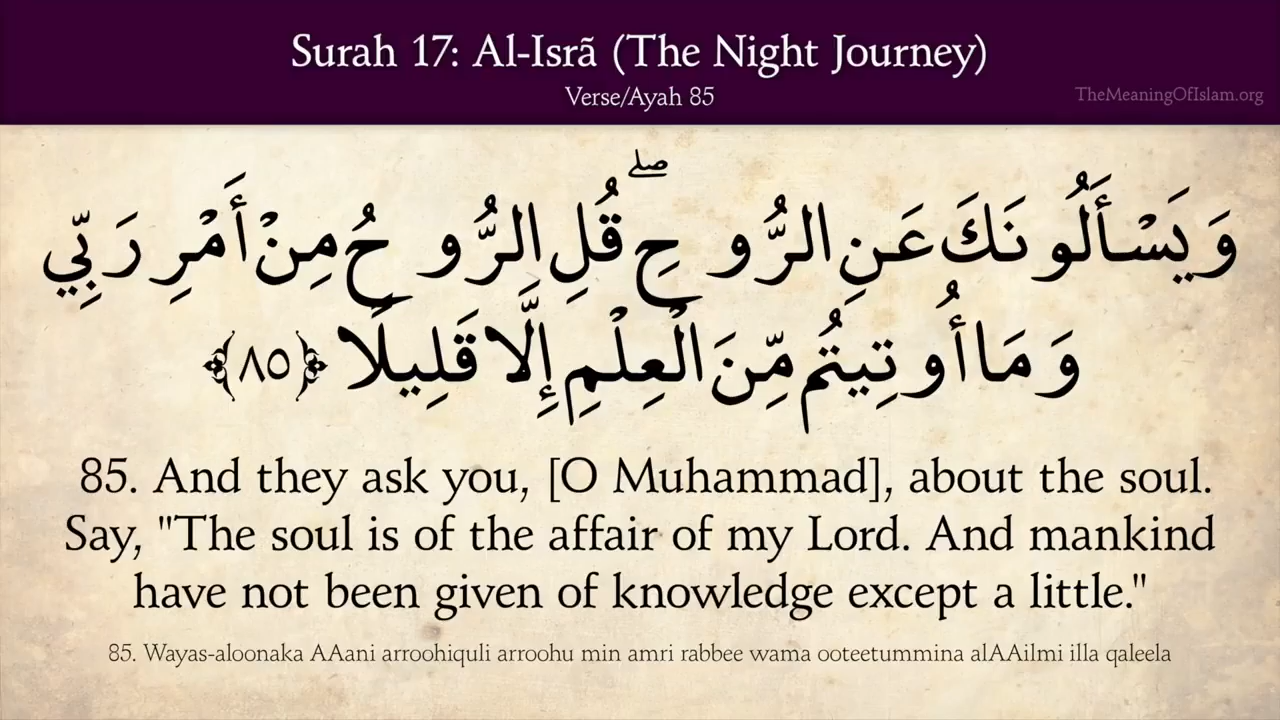 Surah 17: Al-Isrã (The Night Journey)
Verse/Ayah 85
TheMeaningOfIslam.org
وَيَسْأَلُونَكَ عَنِ الرُّوحِ ۖ قُلِ الرُّوحُ مِنْ أَمْرِ رَبِّي
وَمَا أُوتِيتُم مِّنَ الْعِلْمِ إِلَّا قَلِيلًا ﴿٨٥﴾
85. And they ask you, [O Muhammad], about the soul.
Say, "The soul is of the affair of my Lord. And mankind
have not been given of knowledge except a little."
85. Wayas-aloonaka AAani arroohiquli arroohu min amri rabbee wama ooteetummina alAAilmi illa qaleela